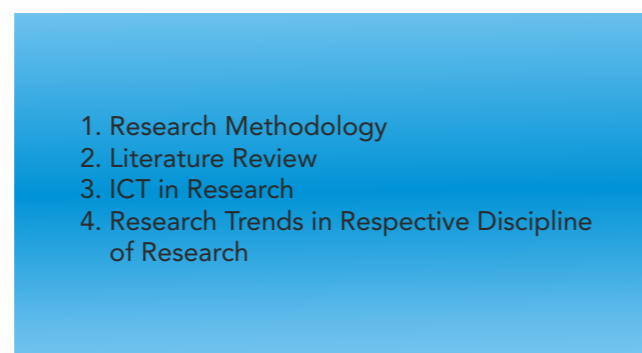 1. Research Methodology
2. Literature Review
3. ICT in Research
4. Research Trends in Respective Discipline
of Research